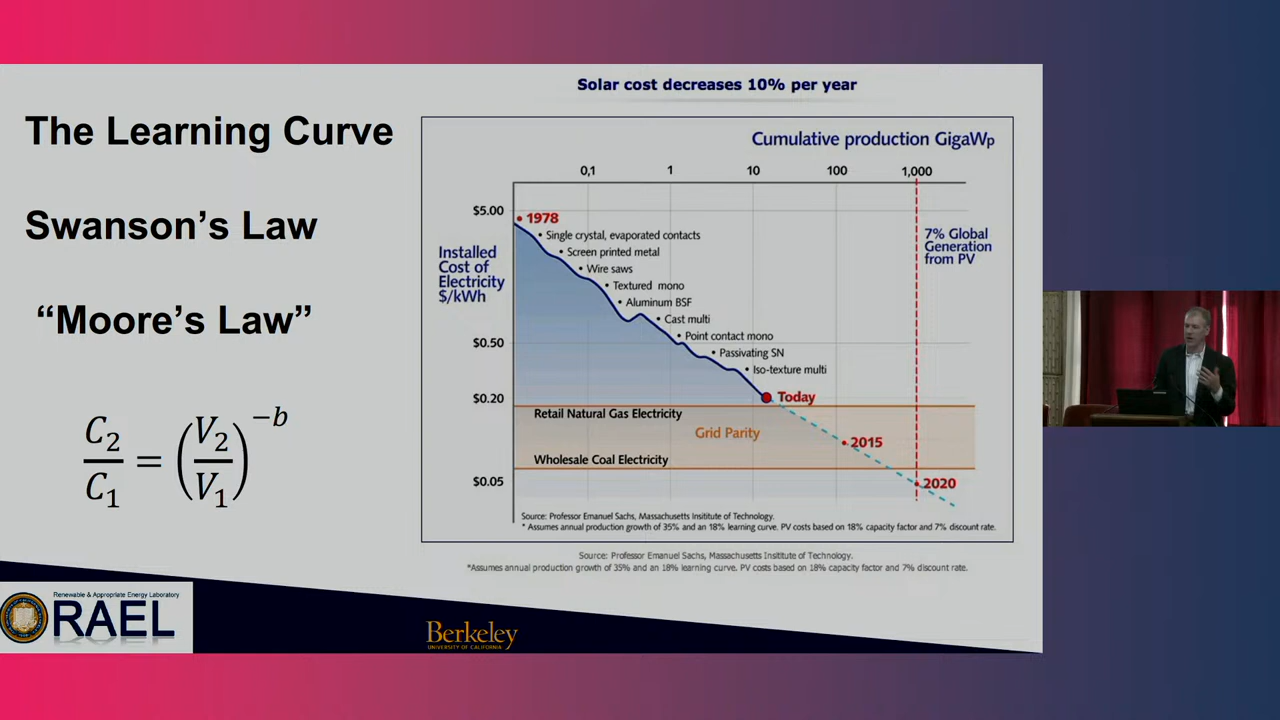 The Learning Curve
Swanson's Law
“Moore's Law”
C2/C1 = (V2/V1)^−b
Solar cost decreases 10% per year
Cumulative production GigaWp
0,1 1 10 100 1,000
$5.00
$0.50
$0.20
$0.05
Installed
Cost of
Electricity
$/kWh
• 1978
• Single crystal, evaporated contacts
• Screen printed metal
• Wire saws
• Textured mono
• Aluminum BSF
• Cast multi
• Point contact mono
• Passivating SN
• Iso-texture multi
Today
7% Global
Generation
from PV
Retail Natural Gas Electricity
Grid Parity
Wholesale Coal Electricity
• 2015
• 2020
Source: Professor Emanuel Sachs, Massachusetts Insititute of Technology.
* Assumes annual production growth of 35% and an 18% learning curve. PV costs based on 18% capacity factor and 7% discount rate.
Source: Professor Emanuel Sachs, Massachusetts Insititute of Technology.
*Assumes annual production growth of 35% and an 18% learning curve. PV costs based on 18% capacity factor and 7% discount rate.
Renewable & Appropriate Energy Laboratory
RAEL
Berkeley
UNIVERSITY OF CALIFORNIA